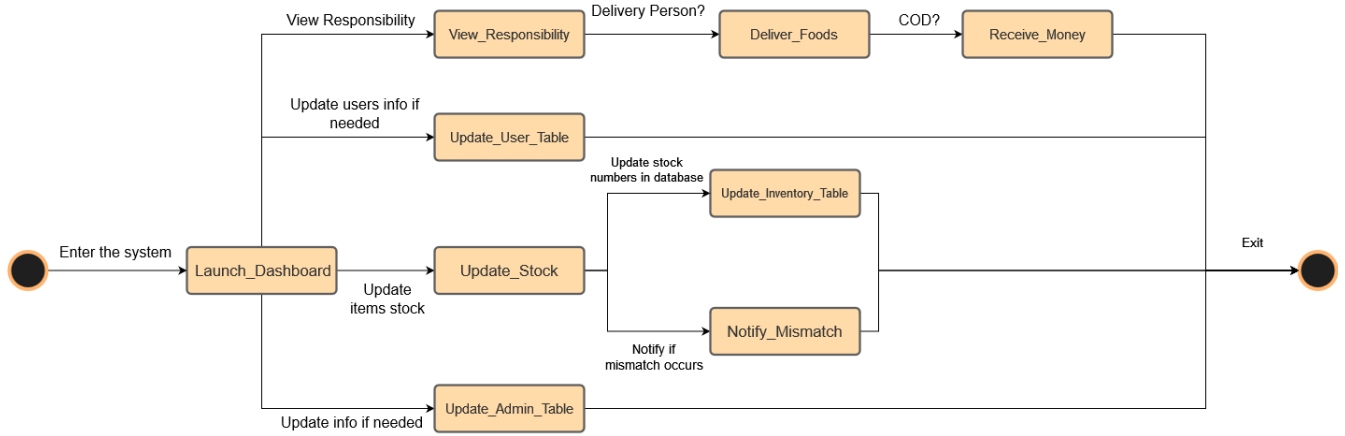 View Responsibility
Delivery Person?
COD?
View_Responsibility
Deliver_Foods
Receive_Money
Update users info if
needed
Update_User_Table
Update stock
numbers in database
Update_Inventory_Table
Enter the system
Launch_Dashboard
Update
items stock
Update_Stock
Exit
Notify_Mismatch
Notify if
mismatch occurs
Update info if needed
Update_Admin_Table